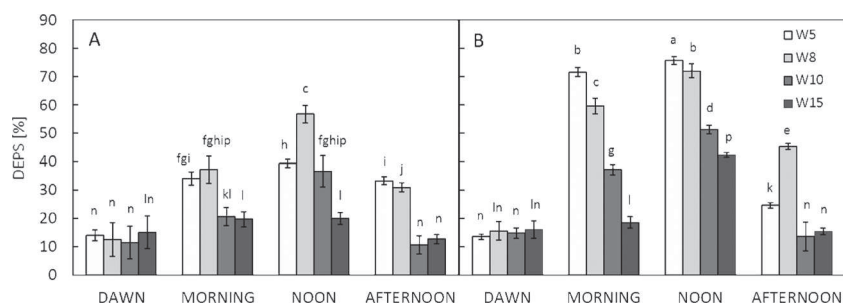 90
80
70
60
50
40
30
20
10
0
DEPS [%]
A
n n n ln
fgi fghip kl l
h c fghip l
i j n n
DAWN MORNING NOON AFTERNOON
B
W5
W8
W10
W15
n ln n ln
b c g l
a b d p
k e n n
DAWN MORNING NOON AFTERNOON